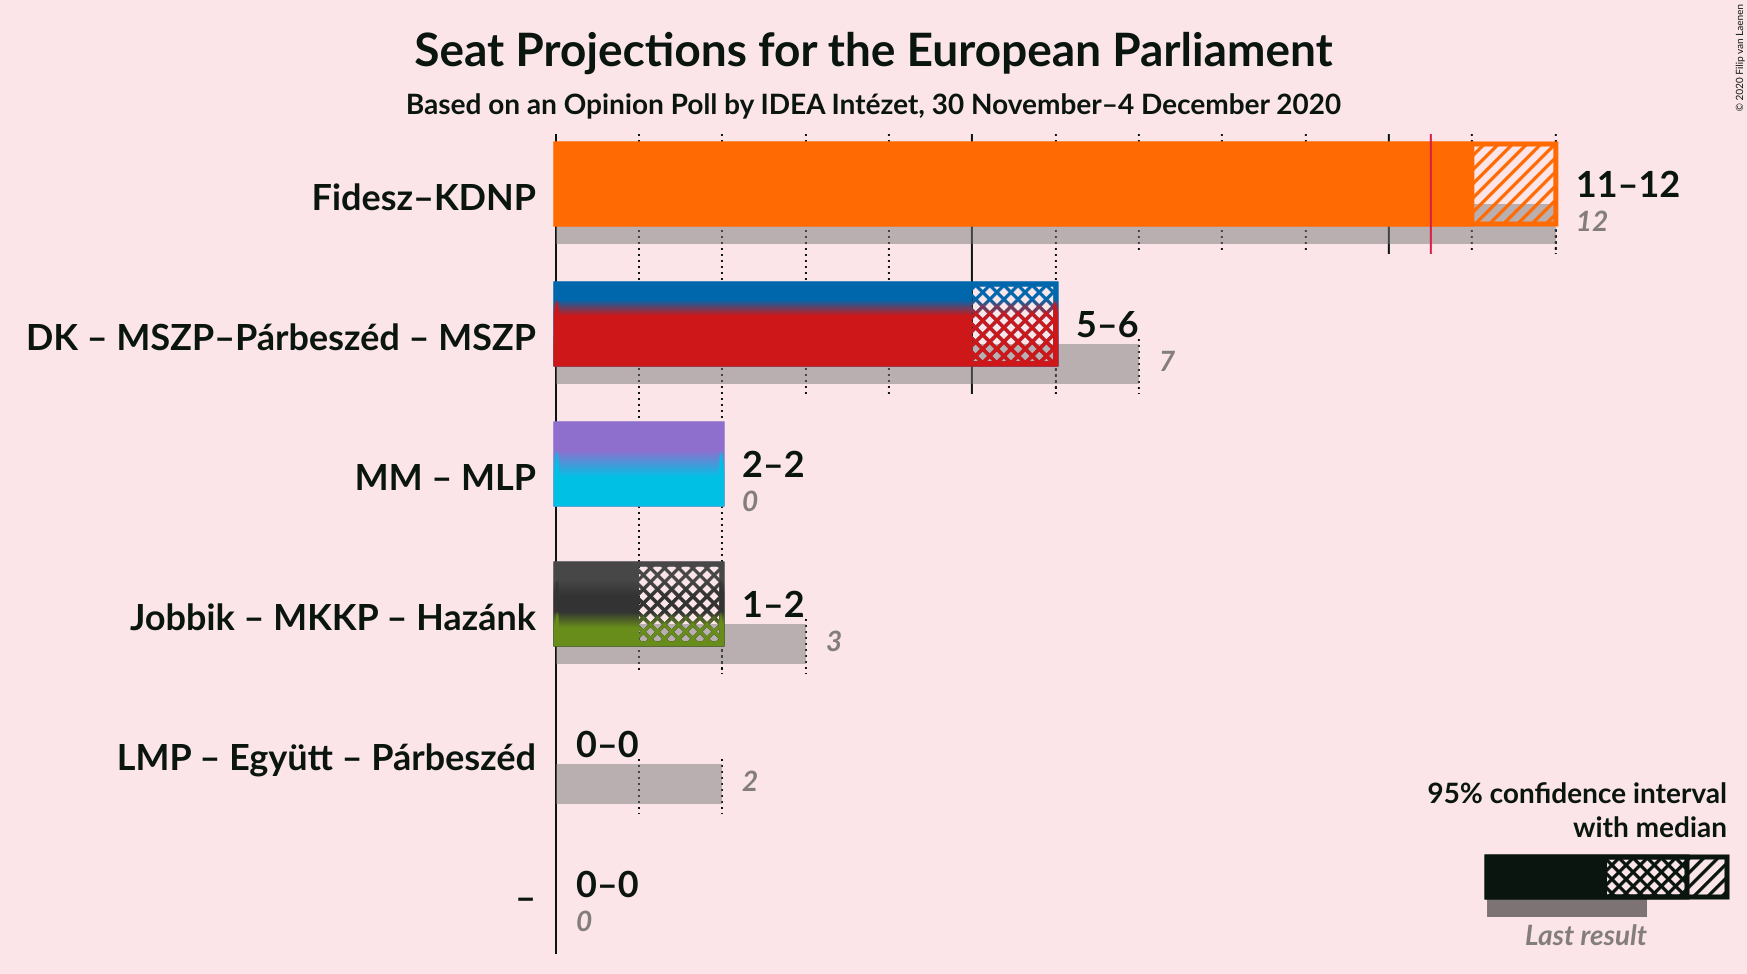 Seat Projections for the European Parliament
Based on an Opinion Poll by IDEA Intézet, 30 November–4 December 2020
© 2020 Filip van Laenen
Fidesz–KDNP
11–12
12
DK – MSZP–Párbeszéd – MSZP
5–6
7
MM – MLP
2–2
0
Jobbik – MKKP – Hazánk
1–2
3
LMP – Együtt – Párbeszéd
0–0
2
–
0–0
0
95% confidence interval
with median
Last result